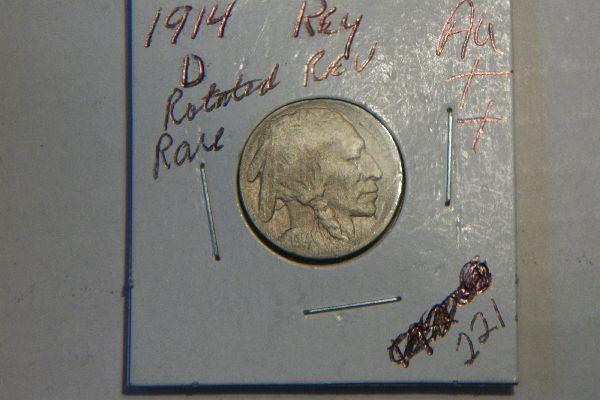 1914 Key AU
D Rotated Rev ++
Rare
221